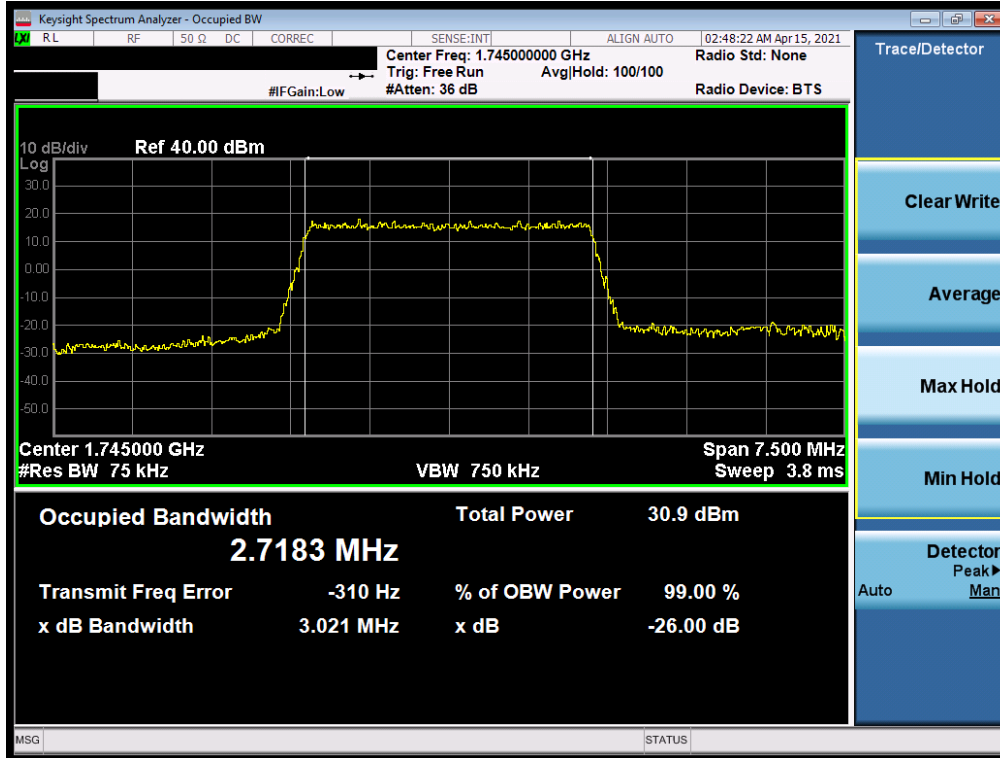 Keysight Spectrum Analyzer - Occupied BW
LXI RL RF 50 Ω DC CORREC SENSE:INT ALIGN AUTO 02:48:22 AM Apr 15, 2021
Center Freq: 1.745000000 GHz Radio Std: None
Trig: Free Run Avg|Hold: 100/100
#IFGain:Low #Atten: 36 dB Radio Device: BTS
Trace/Detector
10 dB/div Ref 40.00 dBm
Log
30.0
20.0
10.0
0.00
-10.0
-20.0
-30.0
-40.0
-50.0
Center 1.745000 GHz Span 7.500 MHz
#Res BW 75 kHz VBW 750 kHz Sweep 3.8 ms
Occupied Bandwidth Total Power 30.9 dBm
2.7183 MHz
Transmit Freq Error -310 Hz % of OBW Power 99.00 %
x dB Bandwidth 3.021 MHz x dB -26.00 dB
Clear Write
Average
Max Hold
Min Hold
Detector
Peak
Auto Man
MSG STATUS